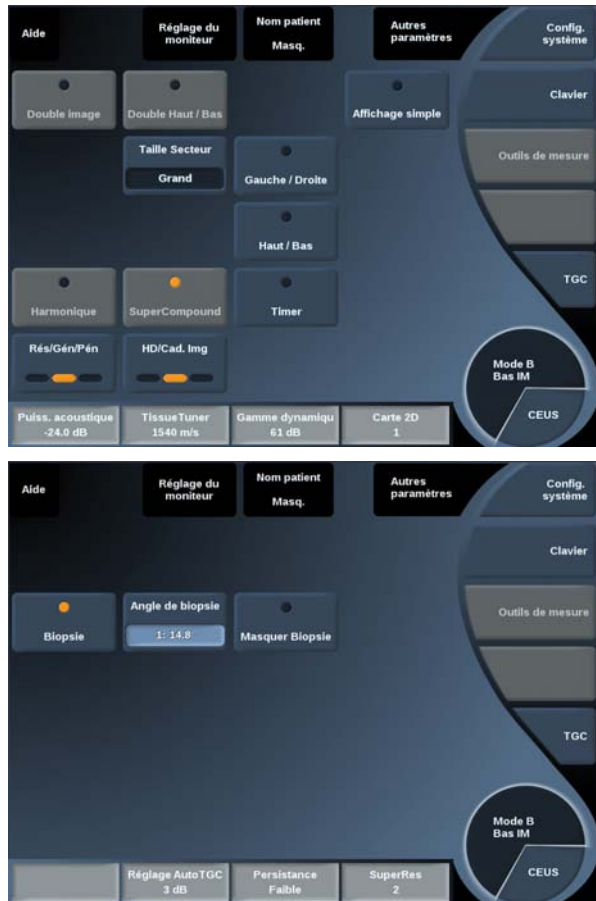 Aide
Réglage du
moniteur
Nom patient
Masq.
Autres
paramètres
Config.
système
Double image
Double Haut / Bas
Affichage simple
Clavier
Taille Secteur
Grand
Gauche / Droite
Outils de mesure
Haut / Bas
Harmonique
SuperCompound
Timer
TGC
Rés/Gén/Pén
HD/Cad. Img
Mode B
Bas IM
CEUS
Puiss. acoustique
-24.0 dB
TissueTuner
1540 m/s
Gamme dynamiqu
61 dB
Carte 2D
1
Aide
Réglage du
moniteur
Nom patient
Masq.
Autres
paramètres
Config.
système
Clavier
Biopsie
Angle de biopsie
1: 14.8
Masquer Biopsie
Outils de mesure
TGC
Mode B
Bas IM
CEUS
Réglage AutoTGC
3 dB
Persistance
Faible
SuperRes
2